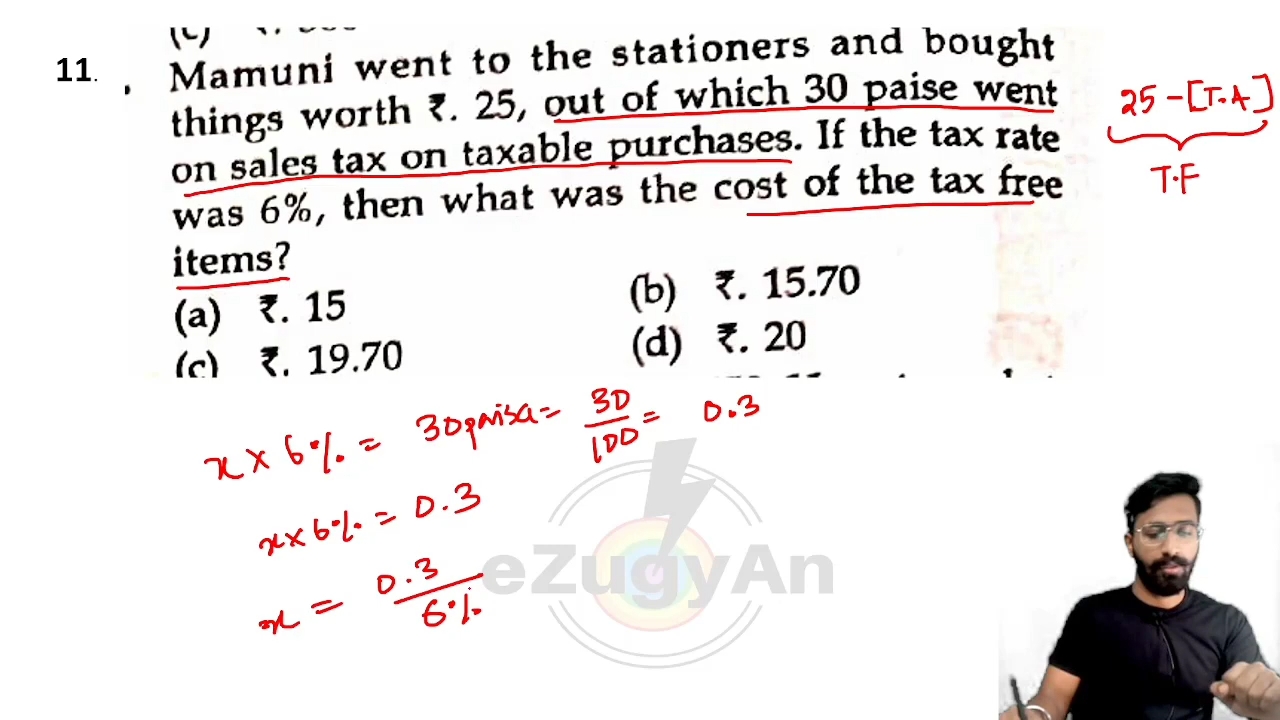 11.
Mamuni went to the stationers and bought
things worth ₹. 25, out of which 30 paise went
on sales tax on taxable purchases. If the tax rate
was 6%, then what was the cost of the tax free
items?
(a) ₹. 15
(b) ₹. 15.70
(c) ₹. 19.70
(d) ₹. 20
25 - [T.A]
T.F
x × 6% = 30 paisa = 30/100 = 0.3
x × 6% = 0.3
x = 0.3/6%
eZugyAn